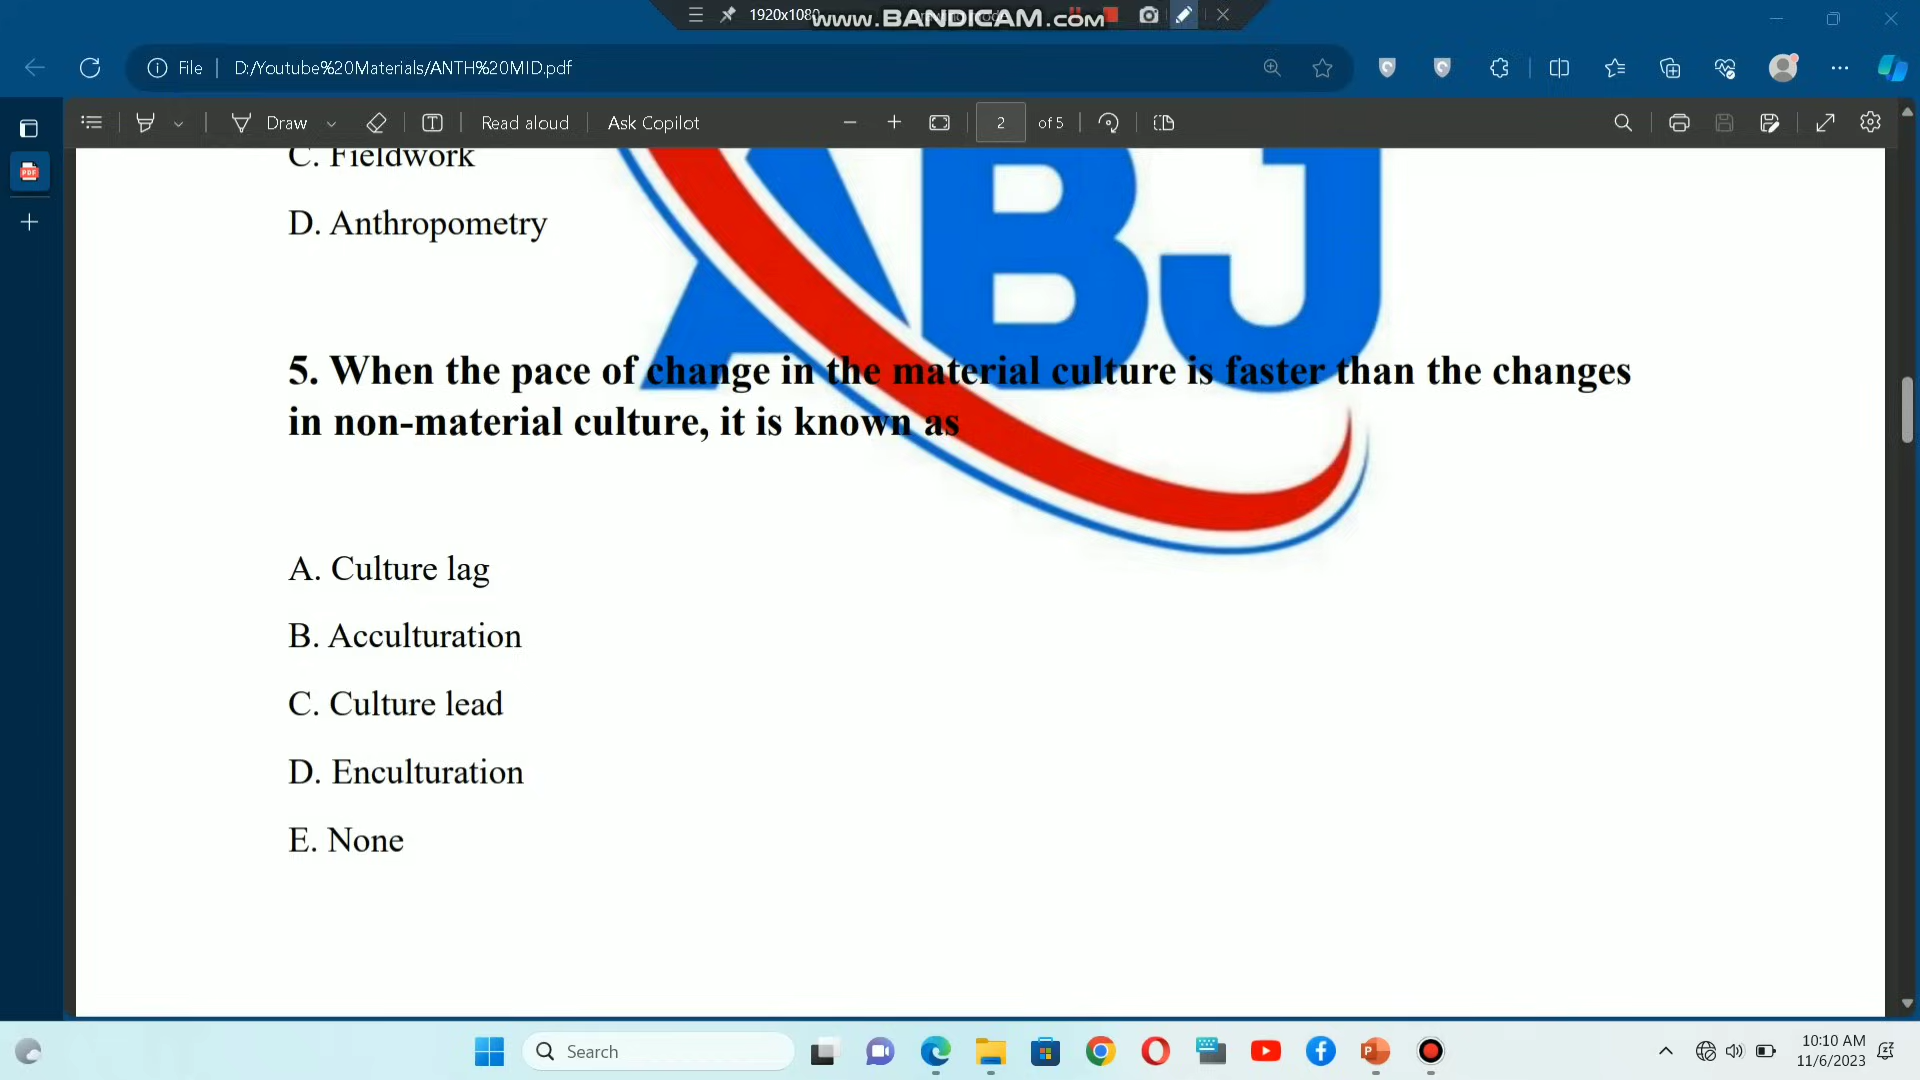 1920x1080
www.BANDICAM.com
File
D:/Youtube%20Materials/ANTH%20MID.pdf
Draw
Read aloud
Ask Copilot
2
of 5
C. Fieldwork
D. Anthropometry
ABJ
5. When the pace of change in the material culture is faster than the changes
in non-material culture, it is known as
A. Culture lag
B. Acculturation
C. Culture lead
D. Enculturation
E. None
Search
10:10 AM
11/6/2023